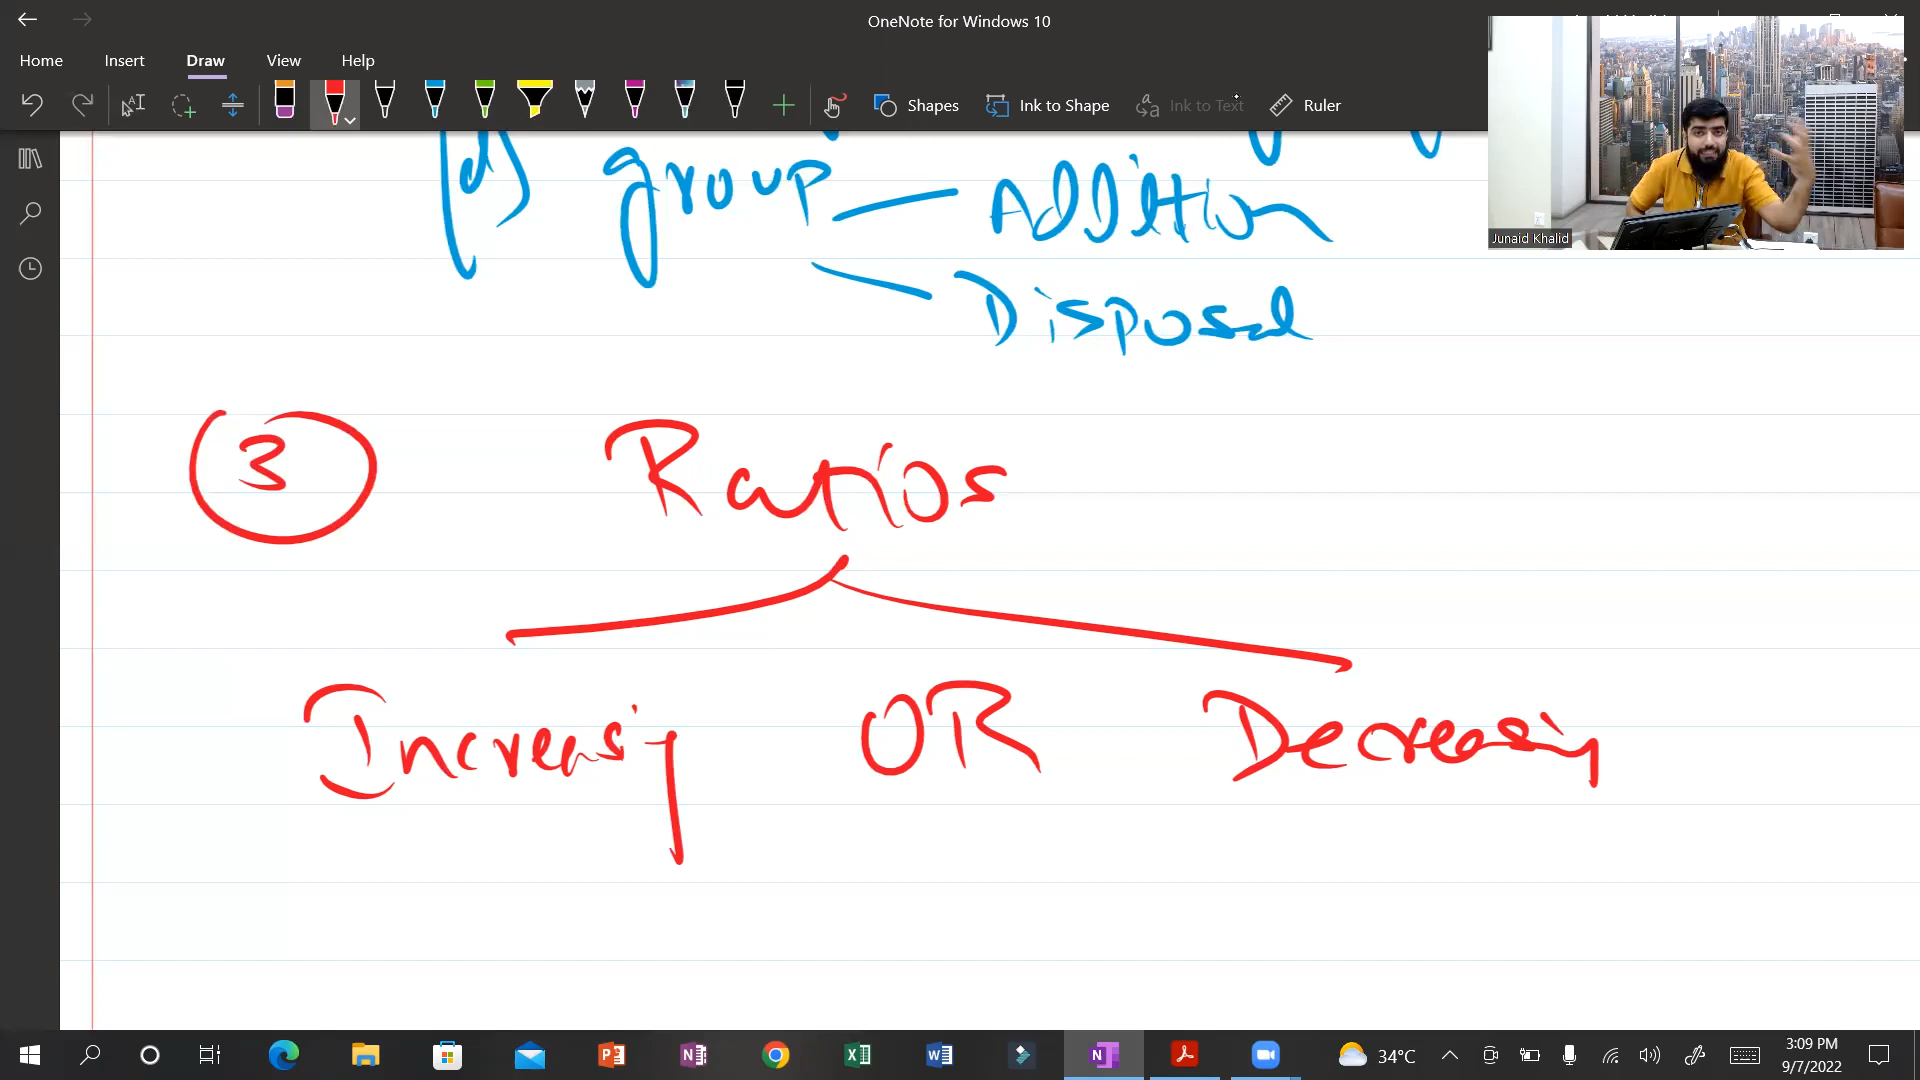 OneNote for Windows 10
Home Insert Draw View Help
Shapes Ink to Shape Ink to Text Ruler
Junaid Khalid
group
Addition
Disposal
3 Ratios
Increasing OR Decreasing
34°C
3:09 PM
9/7/2022